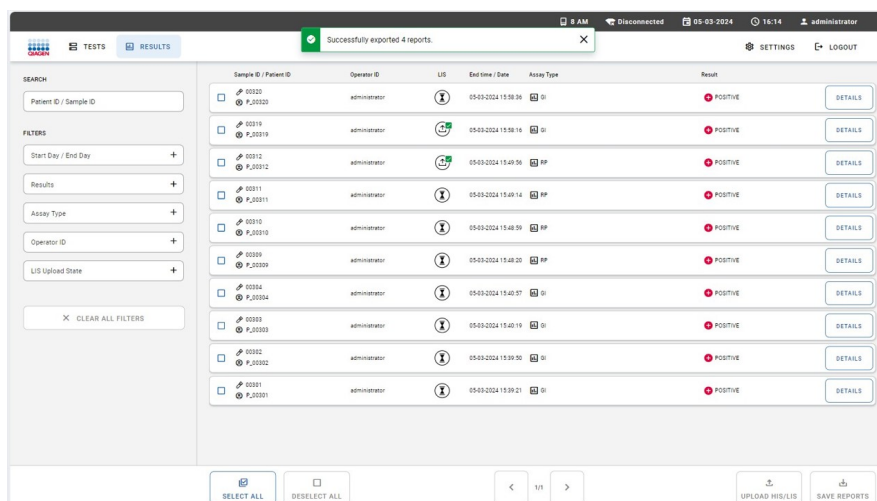 8 AM Disconnected 05-03-2024 16:14 administrator
QIAGEN TESTS RESULTS Successfully exported 4 reports. SETTINGS LOGOUT
SEARCH
Patient ID / Sample ID
FILTERS
Start Day / End Day +
Results +
Assay Type +
Operator ID +
LIS Upload State +
CLEAR ALL FILTERS
Sample ID / Patient ID Operator ID LIS End time / Date Assay Type Result
00320
P_00320 administrator 05-03-2024 15:58:36 GI POSITIVE DETAILS
00319
P_00319 administrator 05-03-2024 15:58:16 GI POSITIVE DETAILS
00312
P_00312 administrator 05-03-2024 15:49:56 RP POSITIVE DETAILS
00311
P_00311 administrator 05-03-2024 15:49:14 RP POSITIVE DETAILS
00310
P_00310 administrator 05-03-2024 15:48:59 RP POSITIVE DETAILS
00309
P_00309 administrator 05-03-2024 15:48:20 RP POSITIVE DETAILS
00304
P_00304 administrator 05-03-2024 15:40:57 GI POSITIVE DETAILS
00303
P_00303 administrator 05-03-2024 15:40:19 GI POSITIVE DETAILS
00302
P_00302 administrator 05-03-2024 15:39:50 GI POSITIVE DETAILS
00301
P_00301 administrator 05-03-2024 15:39:21 GI POSITIVE DETAILS
SELECT ALL DESELECT ALL < 1/1 > UPLOAD HIS/LIS SAVE REPORTS